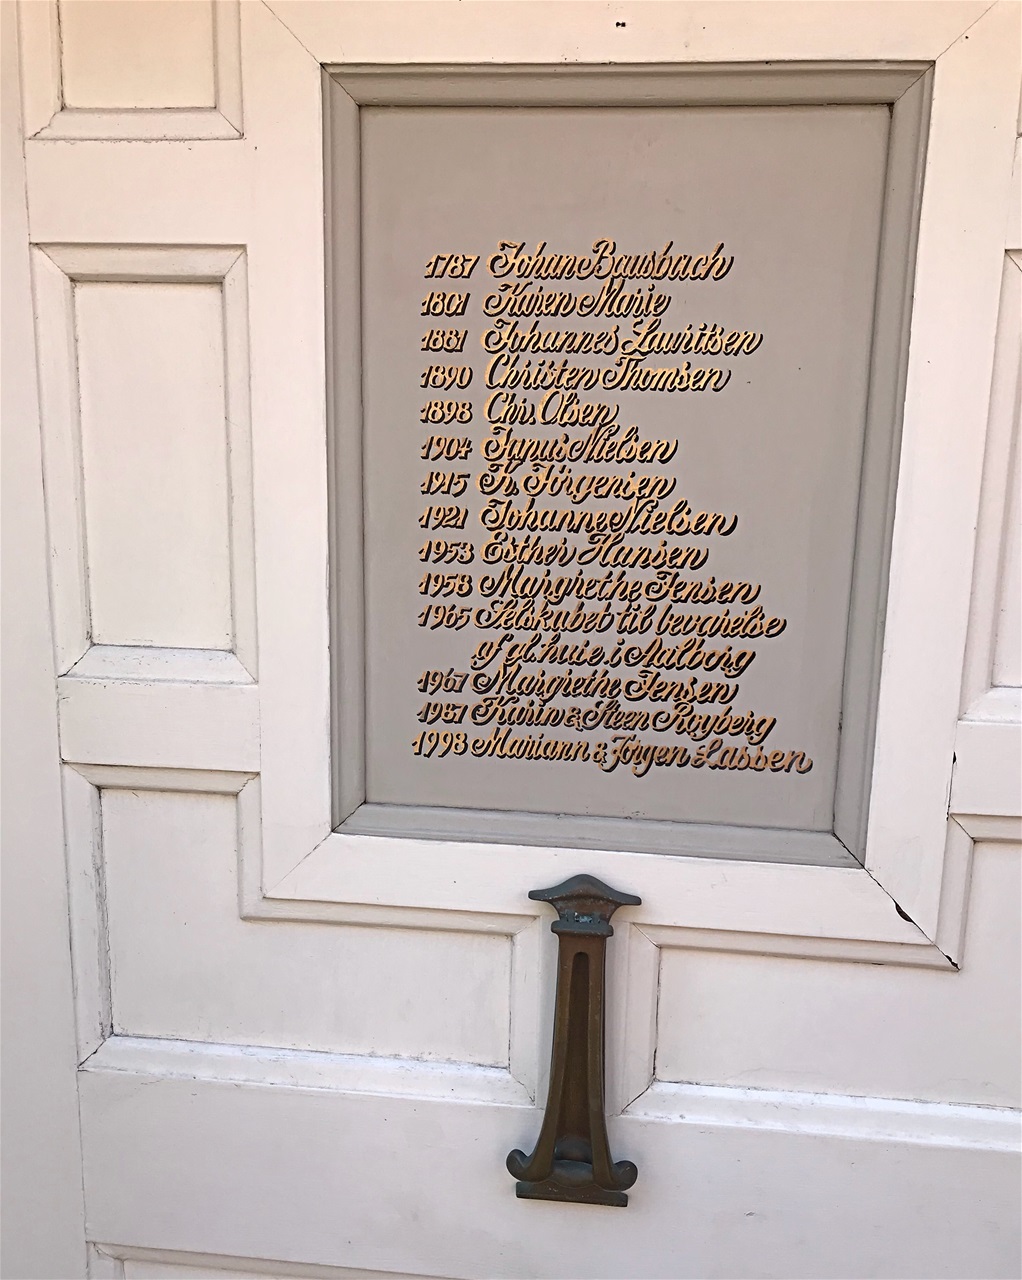 1787 Johan Bausbach
1801 Karen Marie
1881 Johannes Lauritsen
1890 Christen Thomsen
1898 Chr. Olsen
1904 Janus Nielsen
1915 K. Jörgensen
1921 Johanne Nielsen
1953 Esther Hansen
1958 Margrethe Jensen
1965 Selskabet til bevarelse
af gl. huse i Aalborg
1967 Margrethe Jensen
1987 Karin & Steen Royberg
1998 Mariann & Jörgen Lassen